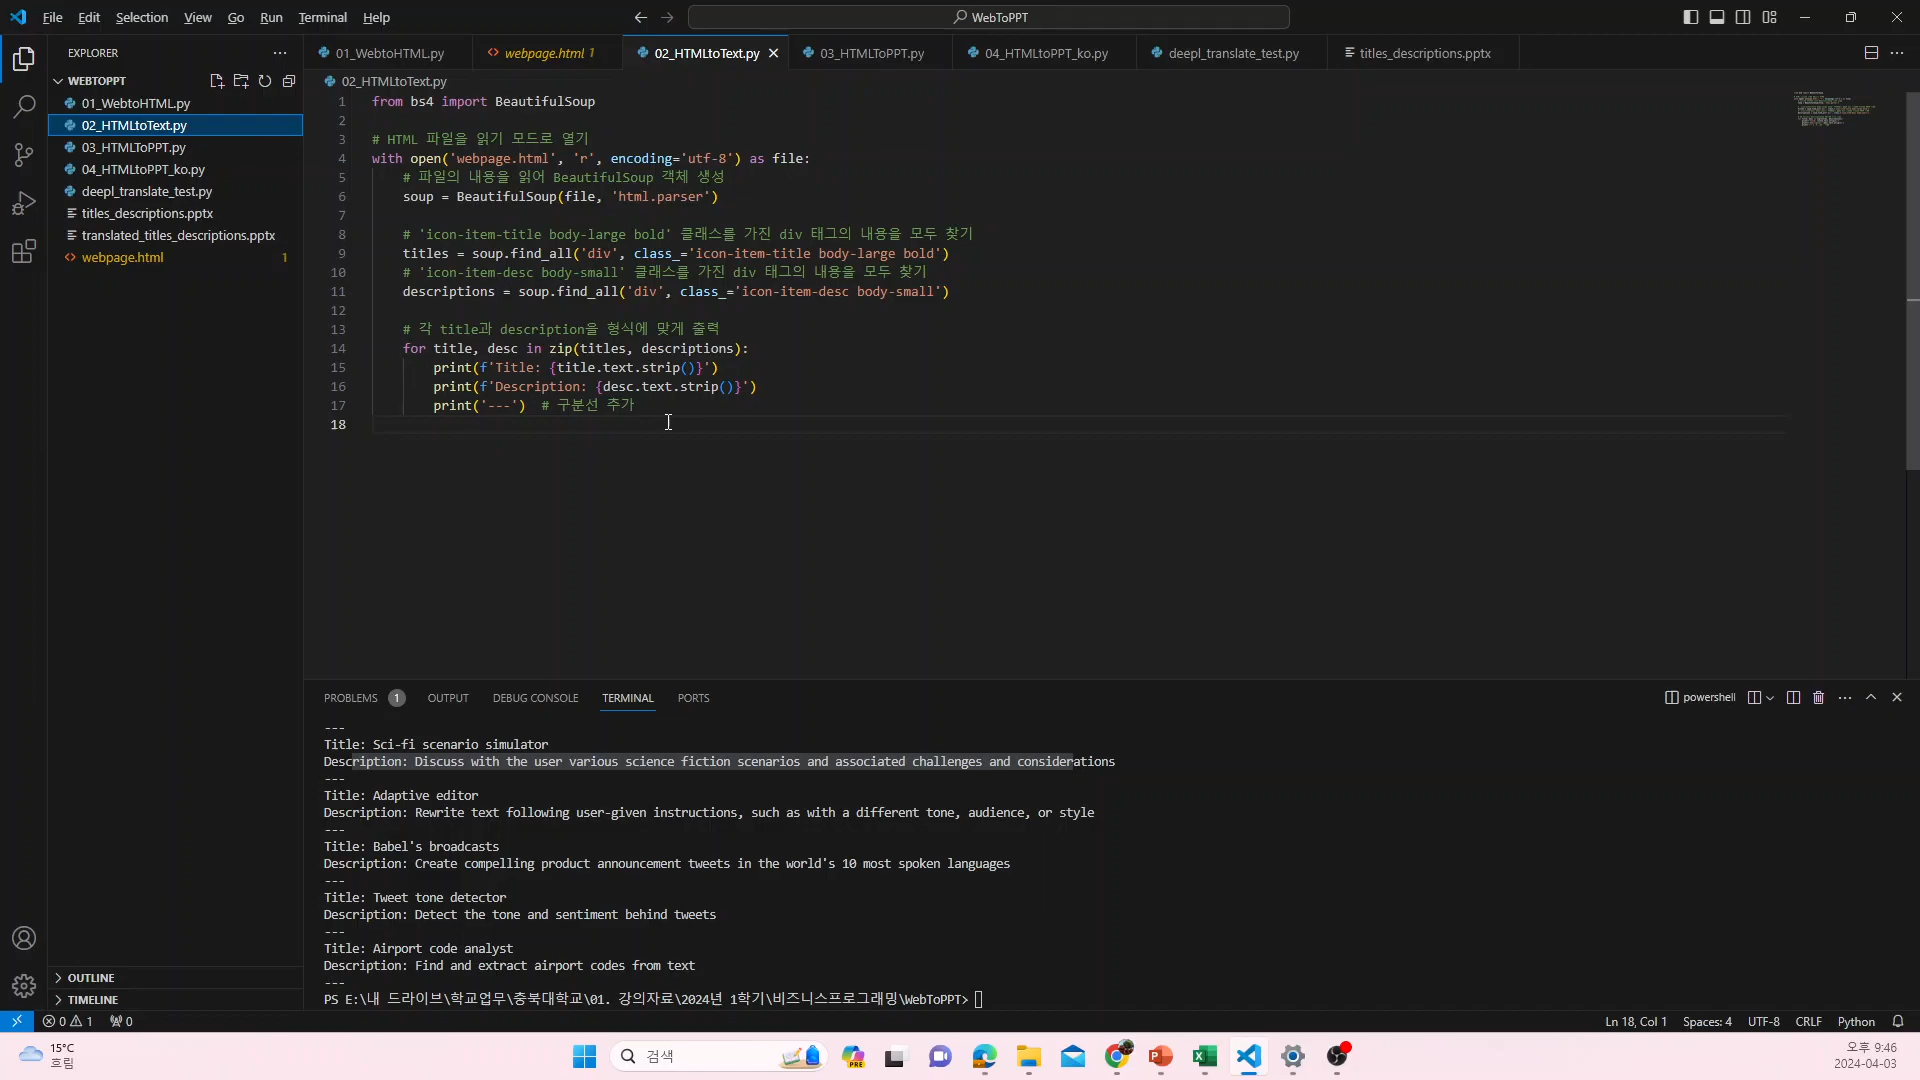 File Edit Selection View Go Run Terminal Help
WebToPPT
EXPLORER
01_WebtoHTML.py
webpage.html 1
02_HTMLtoText.py
03_HTMLToPPT.py
04_HTMLtoPPT_ko.py
deepl_translate_test.py
titles_descriptions.pptx
WEBTOPPT
01_WebtoHTML.py
02_HTMLtoText.py
03_HTMLToPPT.py
04_HTMLtoPPT_ko.py
deepl_translate_test.py
titles_descriptions.pptx
translated_titles_descriptions.pptx
webpage.html 1
OUTLINE
TIMELINE
02_HTMLtoText.py
1 from bs4 import BeautifulSoup
2
3 # HTML 파일을 읽기 모드로 열기
4 with open('webpage.html', 'r', encoding='utf-8') as file:
5 # 파일의 내용을 읽어 BeautifulSoup 객체 생성
6 soup = BeautifulSoup(file, 'html.parser')
7
8 # 'icon-item-title body-large bold' 클래스를 가진 div 태그의 내용을 모두 찾기
9 titles = soup.find_all('div', class_='icon-item-title body-large bold')
10 # 'icon-item-desc body-small' 클래스를 가진 div 태그의 내용을 모두 찾기
11 descriptions = soup.find_all('div', class_='icon-item-desc body-small')
12
13 # 각 title과 description을 형식에 맞게 출력
14 for title, desc in zip(titles, descriptions):
15 print(f'Title: {title.text.strip()}')
16 print(f'Description: {desc.text.strip()}')
17 print('---') # 구분선 추가
18
PROBLEMS 1 OUTPUT DEBUG CONSOLE TERMINAL PORTS
powershell
---
Title: Sci-fi scenario simulator
Description: Discuss with the user various science fiction scenarios and associated challenges and considerations
---
Title: Adaptive editor
Description: Rewrite text following user-given instructions, such as with a different tone, audience, or style
---
Title: Babel's broadcasts
Description: Create compelling product announcement tweets in the world's 10 most spoken languages
---
Title: Tweet tone detector
Description: Detect the tone and sentiment behind tweets
---
Title: Airport code analyst
Description: Find and extract airport codes from text
---
PS E:\내 드라이브\학교업무\충북대학교\01. 강의자료\2024년 1학기\비즈니스프로그래밍\WebToPPT>
0 1 0
Ln 18, Col 1 Spaces: 4 UTF-8 CRLF Python
15°C
흐림
검색
PRE
오후 9:46
2024-04-03